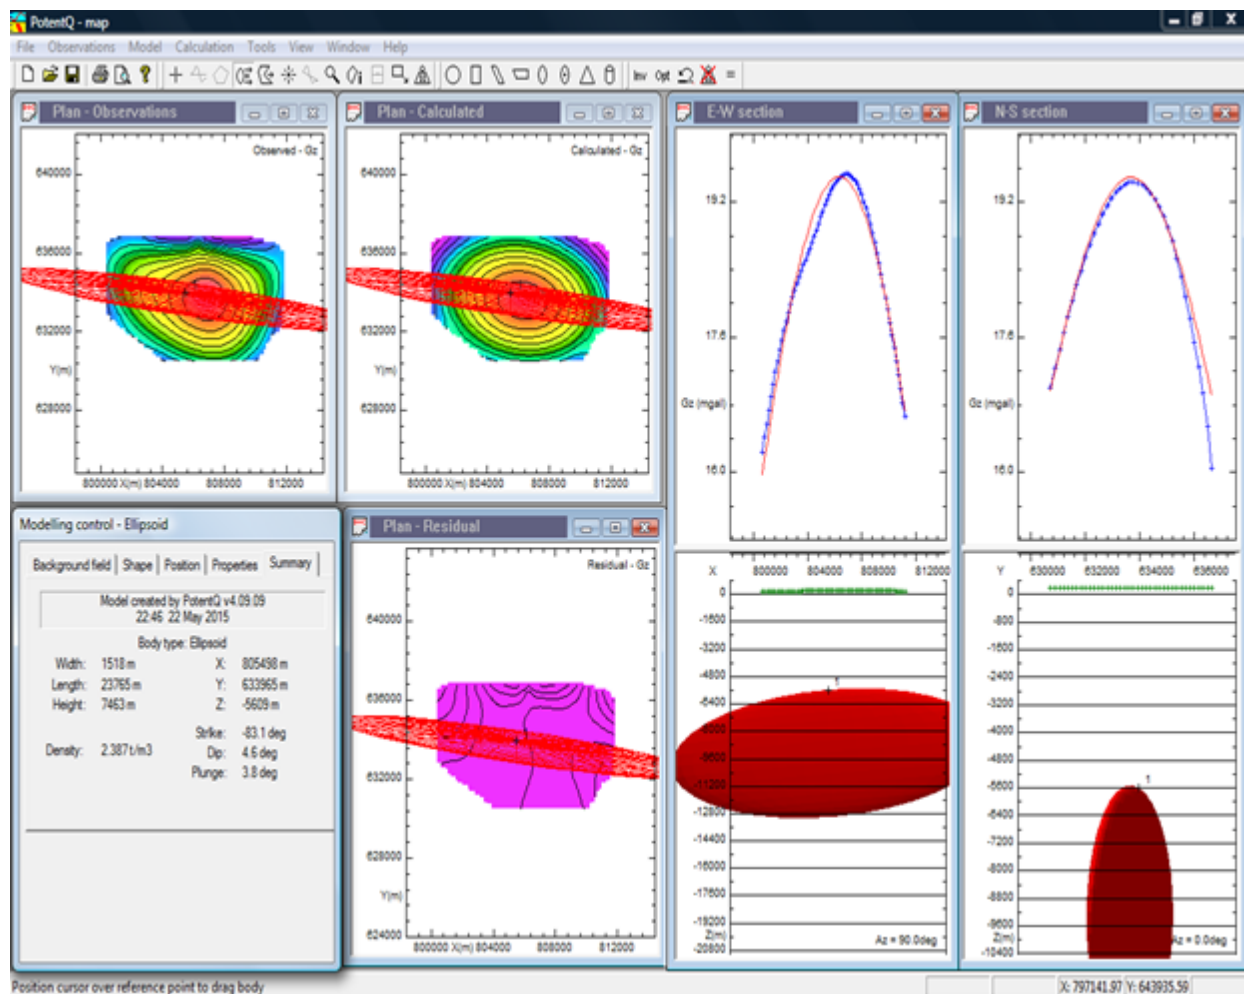 PotentQ - map
File Observations Model Calculation Tools View Window Help
Inv Opt
Plan - Observations
Observed - Gz
640000
636000
632000
Y(m)
628000
800000 X(m) 804000 808000 812000
Plan - Calculated
Calculated - Gz
640000
636000
632000
Y(m)
628000
800000 X(m) 804000 808000 812000
E-W section
19.2
17.6
Gz (mgal)
16.0
X 800000 804000 808000 812000
0
-1600
-3200
-4800
-6400
-8000
-9600
-11200
-12800
-14400
-16000
-17600
-19200
Z(m)
-20800
1
Az = 90.0deg
N-S section
19.2
17.6
Gz (mgal)
16.0
Y 630000 632000 634000 636000
0
-800
-1600
-2400
-3200
-4000
-4800
-5600
-6400
-7200
-8000
-8800
-9600
Z(m)
-10400
1
Az = 0.0deg
Modelling control - Ellipsoid
Background field Shape Position Properties Summary
Model created by PotentQ v4.09.09
22:46 22 May 2015
Body type: Ellipsoid
Width: 1518 m X: 805498 m
Length: 23765 m Y: 633965 m
Height: 7463 m Z: -5609 m
Strike: -83.1 deg
Density: 2.387 t/m3 Dip: 4.6 deg
Plunge: 3.8 deg
Plan - Residual
Residual - Gz
640000
636000
632000
628000
Y(m)
624000
800000 X(m) 804000 808000 812000
Position cursor over reference point to drag body
X: 797141.97 Y: 643935.59